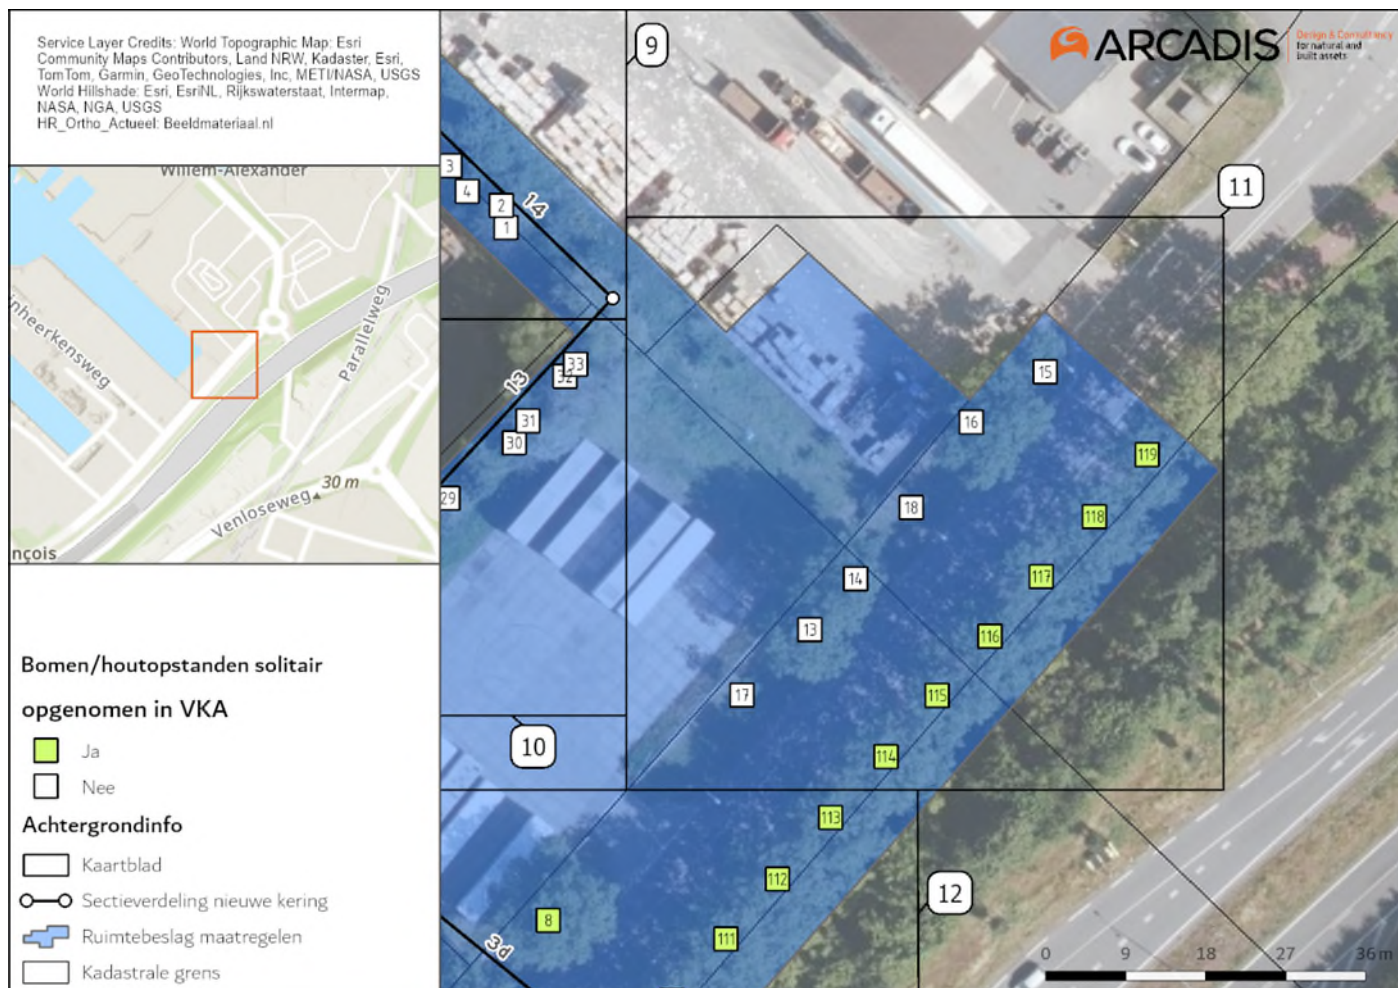 Service Layer Credits: World Topographic Map: Esri
Community Maps Contributors, Land NRW, Kadaster, Esri,
TomTom, Garmin, GeoTechnologies, Inc, METI/NASA, USGS
World Hillshade: Esri, EsriNL, Rijkswaterstaat, Intermap,
NASA, NGA, USGS
HR_Ortho_Actueel: Beeldmateriaal.nl
Willem-Alexander
inheerkensweg
Parallelweg
Venloseweg
30 m
nçois
Bomen/houtopstanden solitair
opgenomen in VKA
Ja
Nee
Achtergrondinfo
Kaartblad
Sectieverdeling nieuwe kering
Ruimtebeslag maatregelen
Kadastrale grens
ARCADIS
Design & Consultancy
for natural and
built assets
9
11
3
4
2
1
14
33
32
13
31
30
29
15
16
119
18
118
14
117
13
116
17
115
10
114
113
112
12
8
111
3d
0 9 18 27 36 m